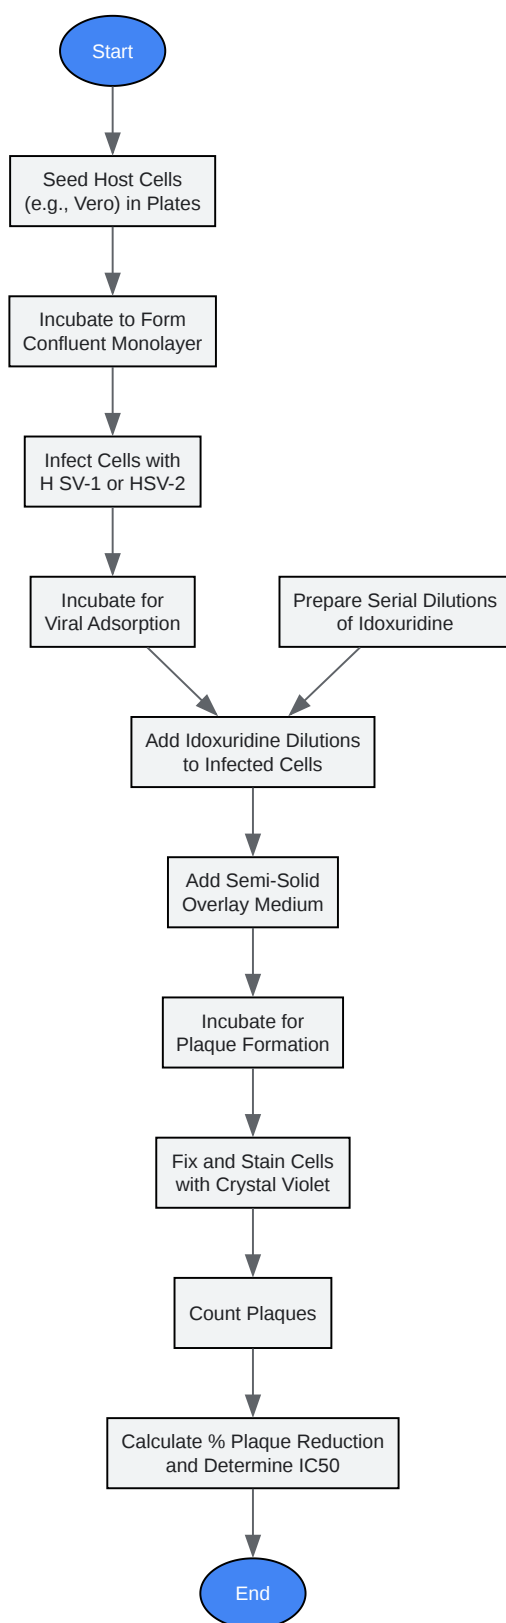 Start
Seed Host Cells
(e.g., Vero) in Plates
Incubate to Form
Confluent Monolayer
Infect Cells with
H SV-1 or HSV-2
Incubate for
Viral Adsorption
Prepare Serial Dilutions
of Idoxuridine
Add Idoxuridine Dilutions
to Infected Cells
Add Semi-Solid
Overlay Medium
Incubate for
Plaque Formation
Fix and Stain Cells
with Crystal Violet
Count Plaques
Calculate % Plaque Reduction
and Determine IC50
End